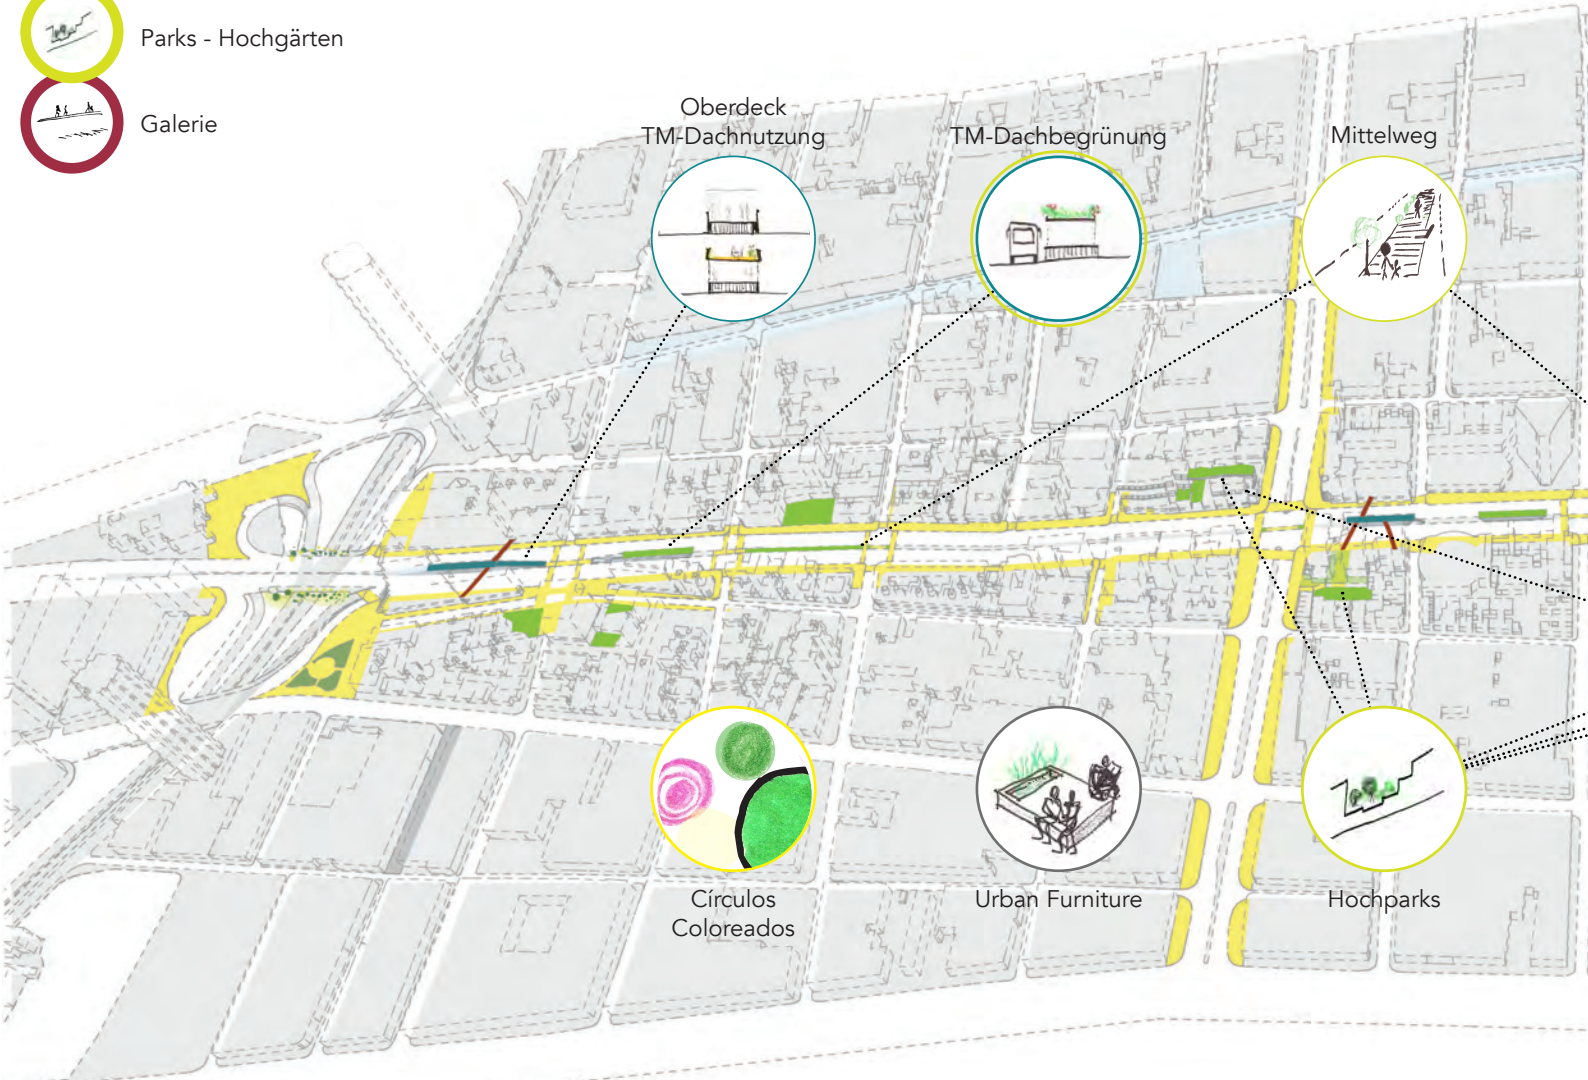 Parks - Hochgärten
Galerie
Oberdeck
TM-Dachnutzung
TM-Dachbegrünung
Mittelweg
Círculos
Coloreados
Urban Furniture
Hochparks